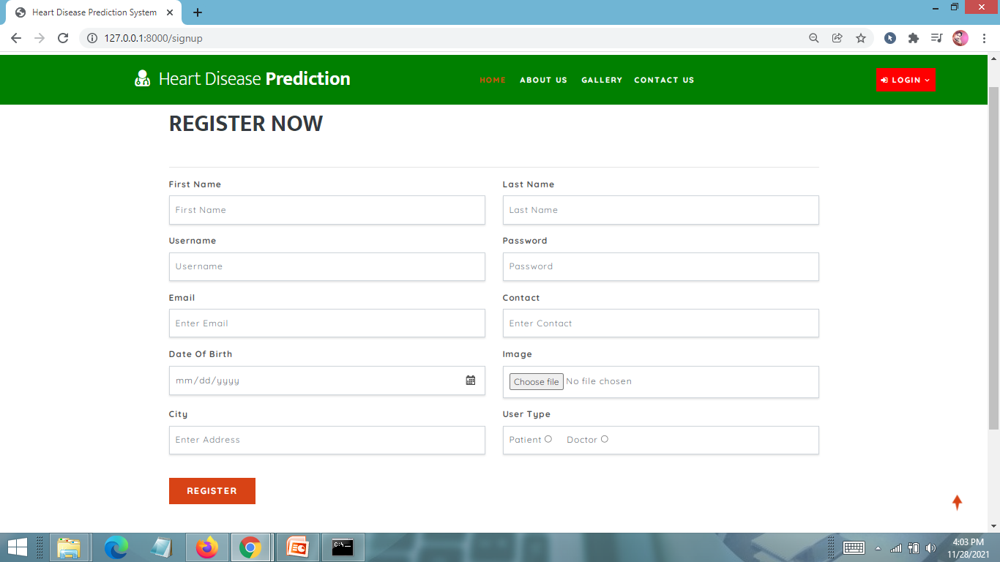 Heart Disease Prediction System
127.0.0.1:8000/signup
Heart Disease Prediction
HOME ABOUT US GALLERY CONTACT US
LOGIN
REGISTER NOW
First Name Last Name
First Name Last Name
Username Password
Username Password
Email Contact
Enter Email Enter Contact
Date Of Birth Image
mm/dd/yyyy Choose file No file chosen
City User Type
Enter Address Patient Doctor
REGISTER
C:\
4:03 PM
11/28/2021